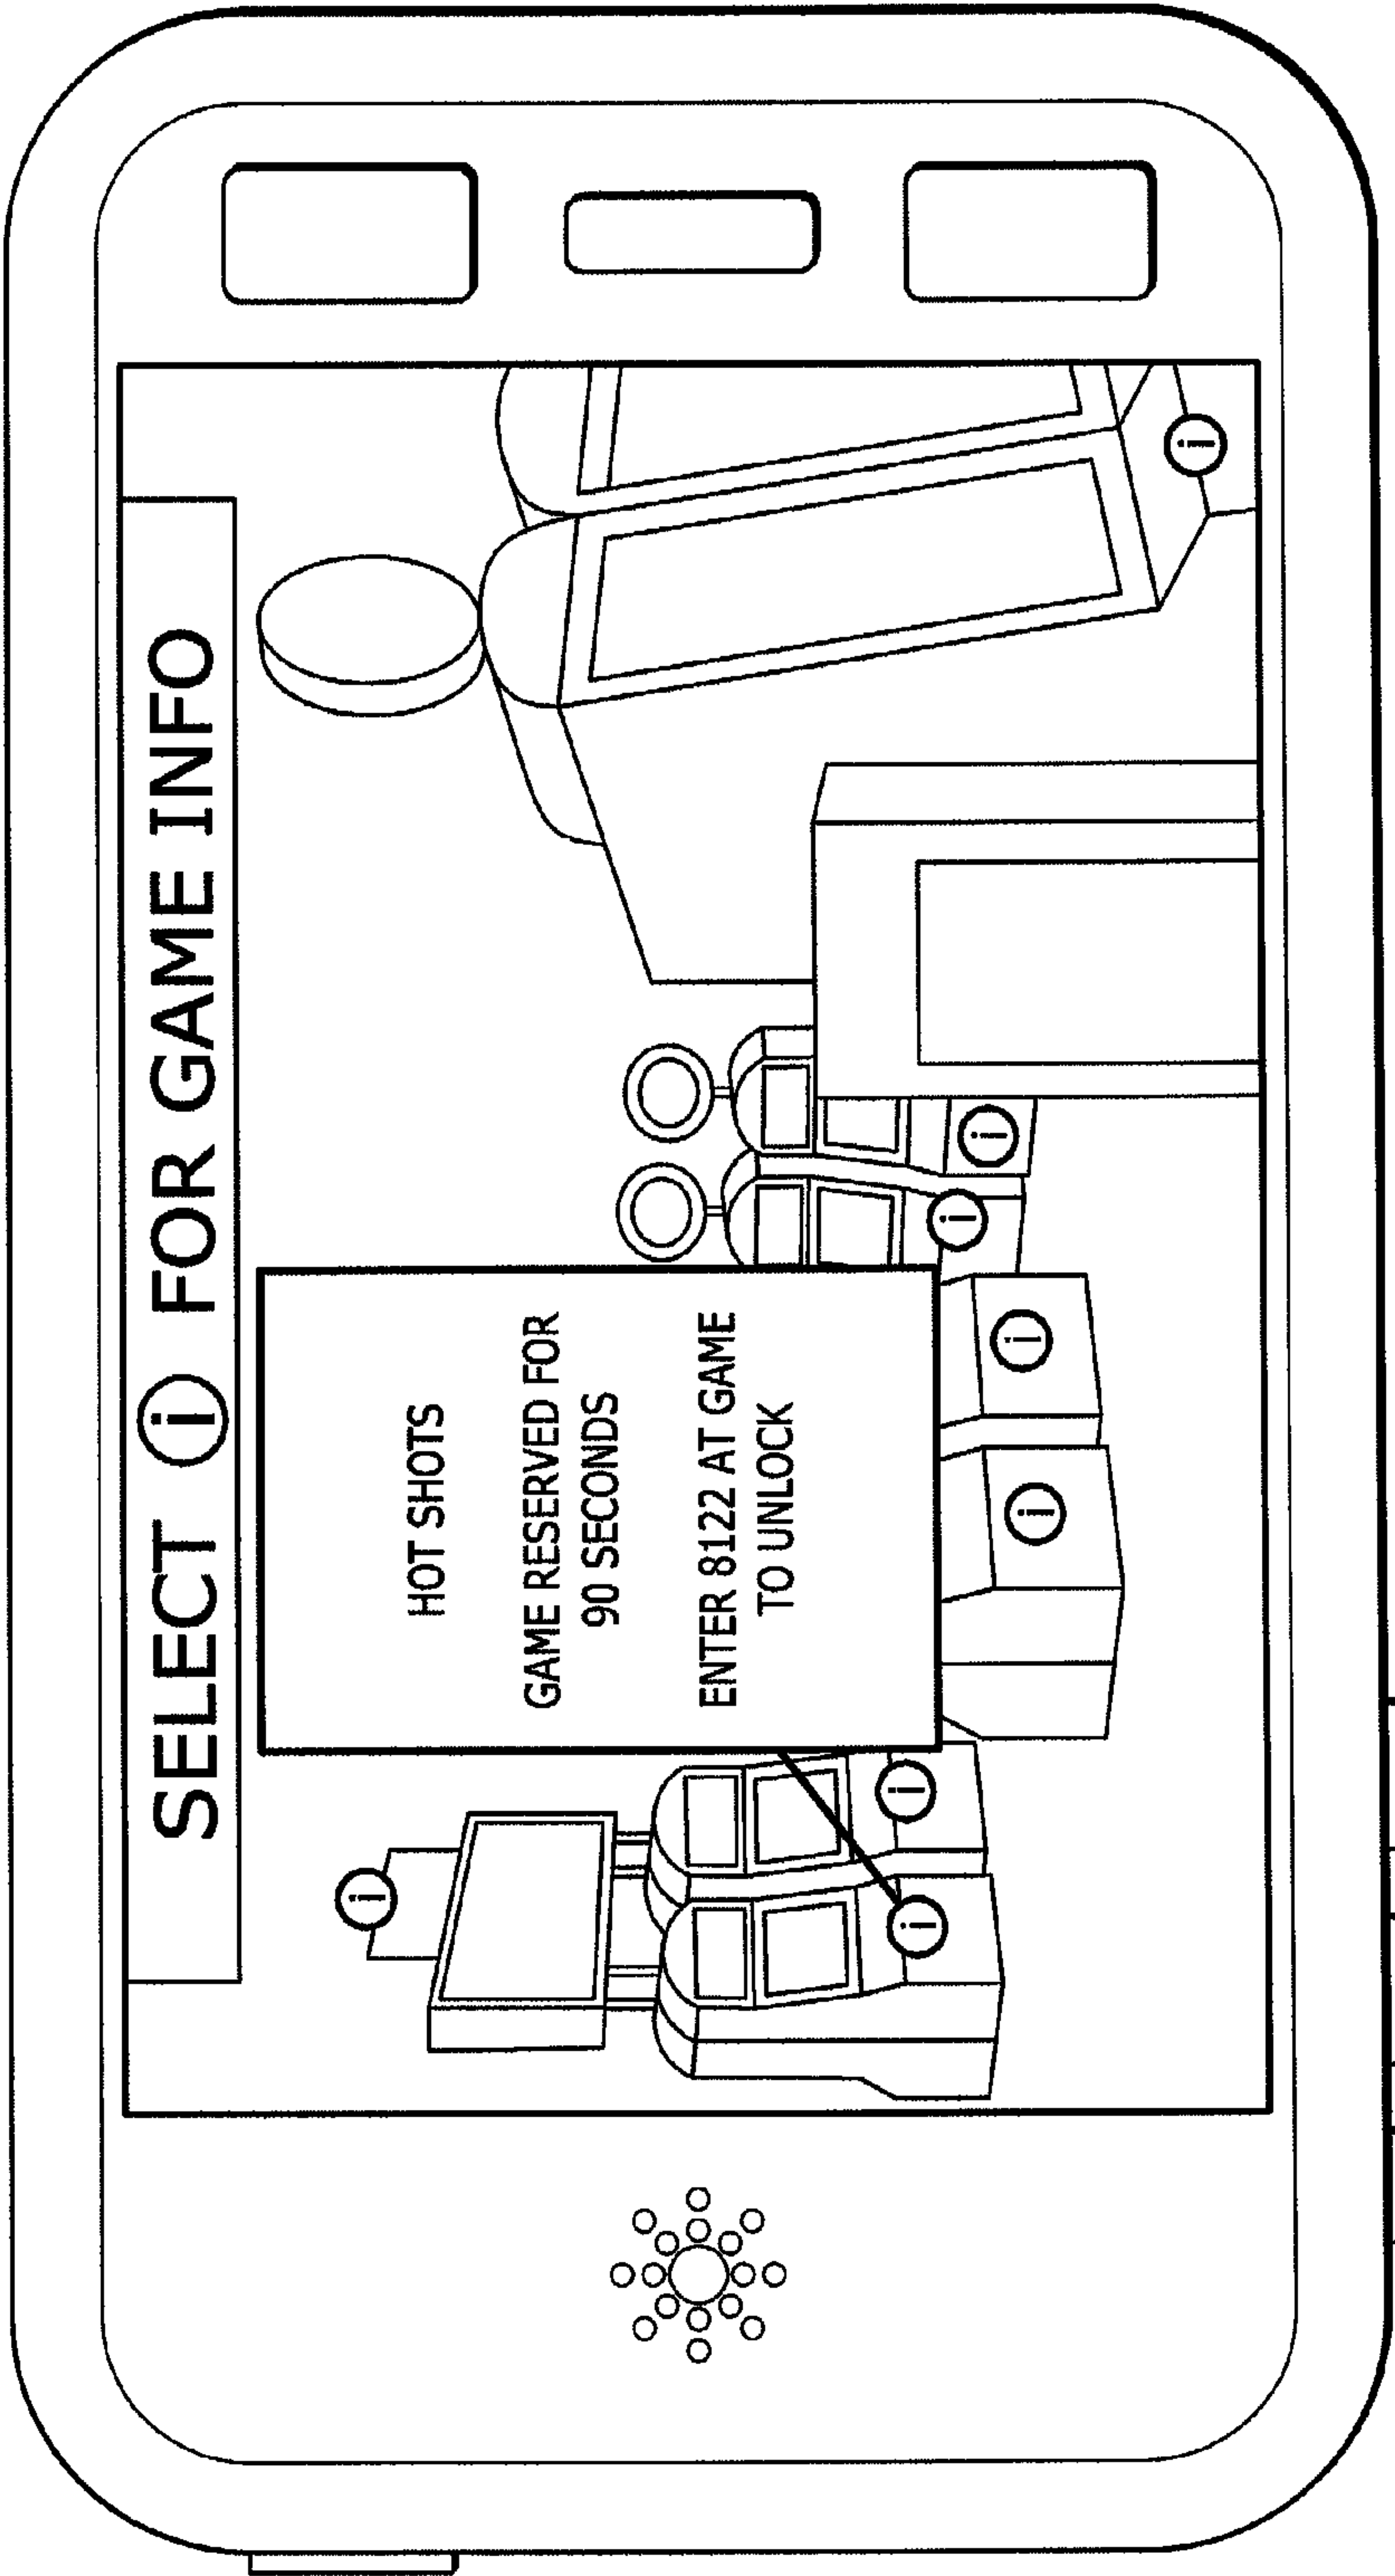 SELECT i FOR GAME INFO
HOT SHOTS
GAME RESERVED FOR
90 SECONDS
ENTER 8122 AT GAME
TO UNLOCK
i
i
i
i
i
i
i
i